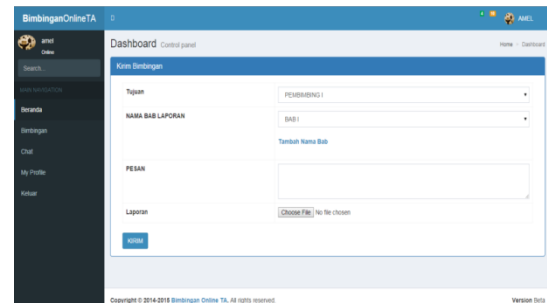 BimbinganOnlineTA
AMEL
amel
Online
Dashboard Control panel
Home > Dashboard
Search...
Kirim Bimbingan
MAIN NAVIGATION
Tujuan
PEMBIMBING I
Beranda
NAMA BAB LAPORAN
BAB I
Bimbingan
Tambah Nama Bab
Chat
My Profile
PESAN
Keluar
Laporan
Choose File No file chosen
KIRIM
Copyright © 2014-2015 Bimbingan Online TA. All rights reserved.
Version Beta